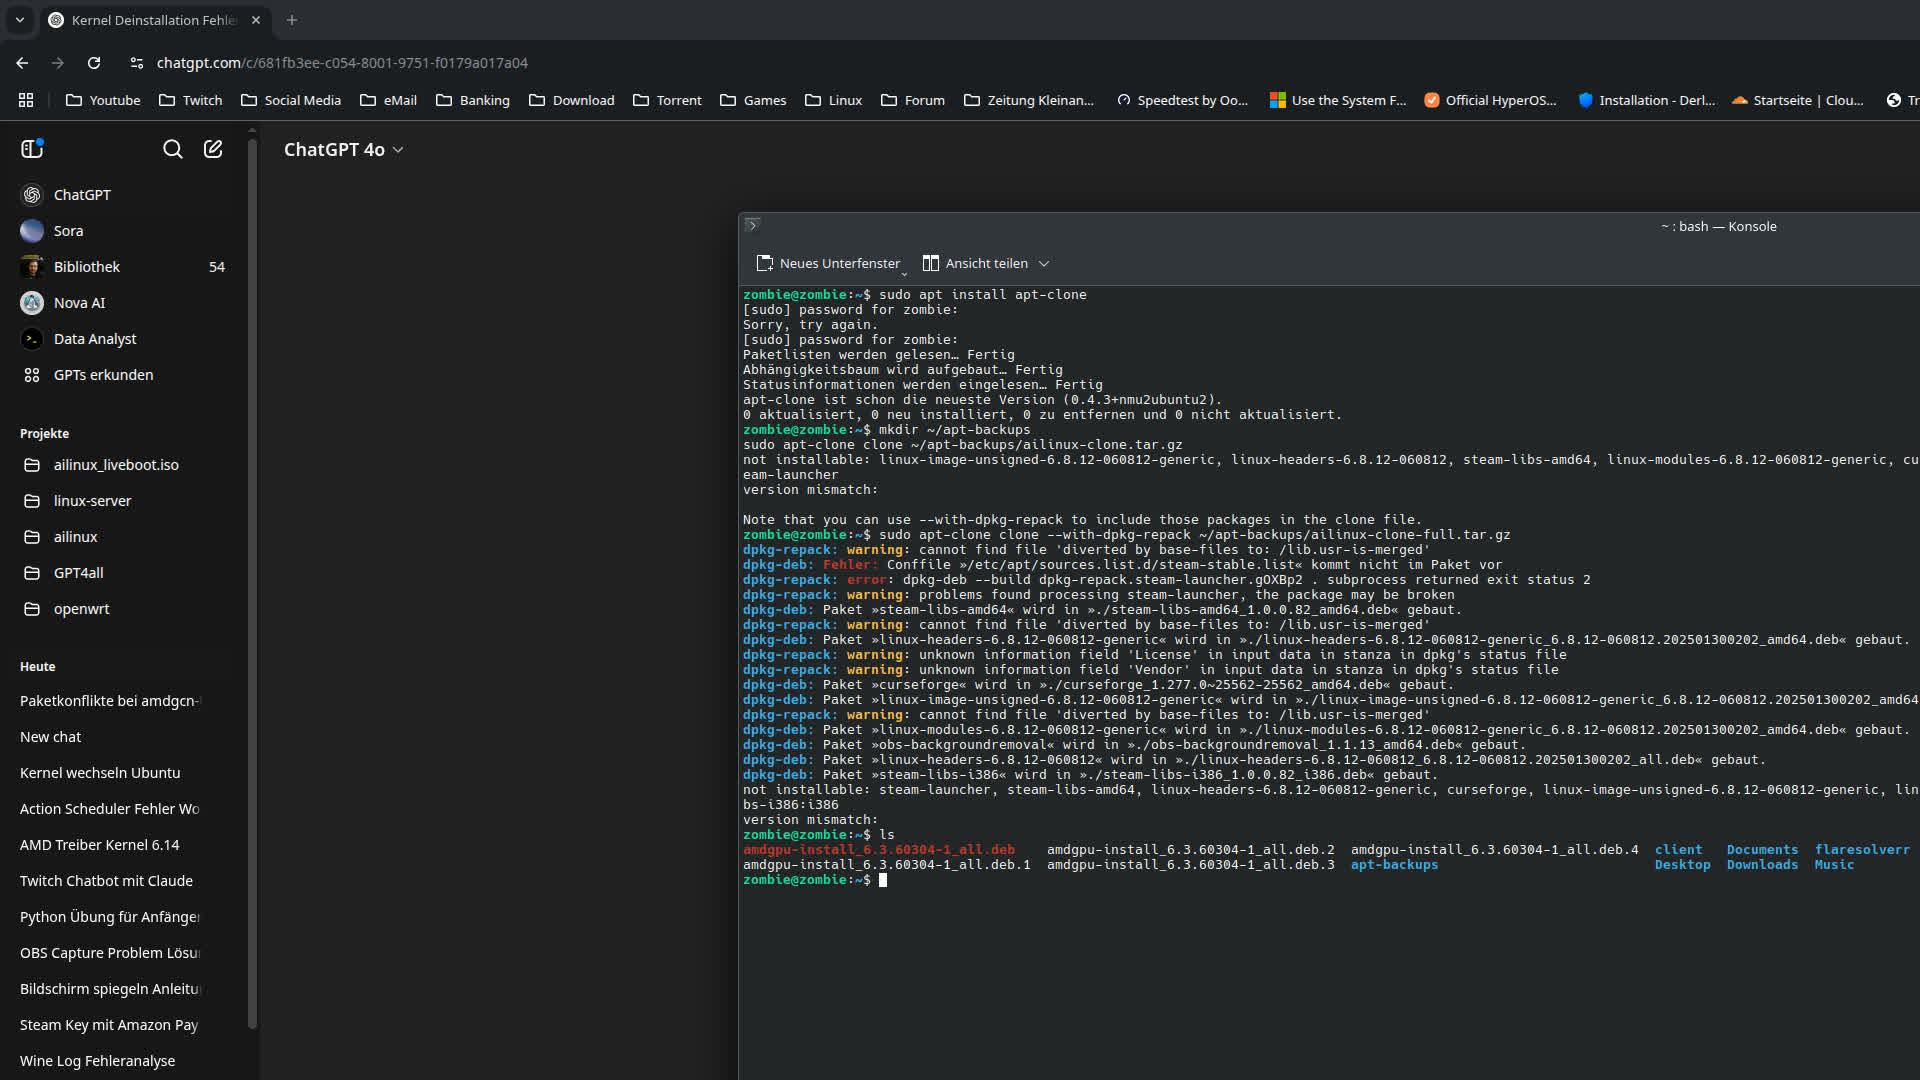 Kernel Deinstallation Fehle
chatgpt.com/c/681fb3ee-c054-8001-9751-f0179a017a04
Youtube Twitch Social Media eMail Banking Download Torrent Games Linux Forum Zeitung Kleinan... Speedtest by Oo... Use the System F... Official HyperOS... Installation - Derl... Startseite | Clou... Tr
ChatGPT 4o
ChatGPT
Sora
Bibliothek 54
Nova AI
Data Analyst
GPTs erkunden
Projekte
ailinux_liveboot.iso
linux-server
ailinux
GPT4all
openwrt
Heute
Paketkonflikte bei amdgcn-
New chat
Kernel wechseln Ubuntu
Action Scheduler Fehler Wo
AMD Treiber Kernel 6.14
Twitch Chatbot mit Claude
Python Übung für Anfänger
OBS Capture Problem Lösu
Bildschirm spiegeln Anleitu
Steam Key mit Amazon Pay
Wine Log Fehleranalyse
~ : bash — Konsole
Neues Unterfenster Ansicht teilen
zombie@zombie:~$ sudo apt install apt-clone
[sudo] password for zombie:
Sorry, try again.
[sudo] password for zombie:
Paketlisten werden gelesen… Fertig
Abhängigkeitsbaum wird aufgebaut… Fertig
Statusinformationen werden eingelesen… Fertig
apt-clone ist schon die neueste Version (0.4.3+nmu2ubuntu2).
0 aktualisiert, 0 neu installiert, 0 zu entfernen und 0 nicht aktualisiert.
zombie@zombie:~$ mkdir ~/apt-backups
sudo apt-clone clone ~/apt-backups/ailinux-clone.tar.gz
not installable: linux-image-unsigned-6.8.12-060812-generic, linux-headers-6.8.12-060812, steam-libs-amd64, linux-modules-6.8.12-060812-generic, cu
eam-launcher
version mismatch:
Note that you can use --with-dpkg-repack to include those packages in the clone file.
zombie@zombie:~$ sudo apt-clone clone --with-dpkg-repack ~/apt-backups/ailinux-clone-full.tar.gz
dpkg-repack: warning: cannot find file 'diverted by base-files to: /lib.usr-is-merged'
dpkg-deb: Fehler: Conffile »/etc/apt/sources.list.d/steam-stable.list« kommt nicht im Paket vor
dpkg-repack: error: dpkg-deb --build dpkg-repack.steam-launcher.gOXBp2 . subprocess returned exit status 2
dpkg-repack: warning: problems found processing steam-launcher, the package may be broken
dpkg-deb: Paket »steam-libs-amd64« wird in »./steam-libs-amd64_1.0.0.82_amd64.deb« gebaut.
dpkg-repack: warning: cannot find file 'diverted by base-files to: /lib.usr-is-merged'
dpkg-deb: Paket »linux-headers-6.8.12-060812-generic« wird in »./linux-headers-6.8.12-060812-generic_6.8.12-060812.202501300202_amd64.deb« gebaut.
dpkg-repack: warning: unknown information field 'License' in input data in stanza in dpkg's status file
dpkg-repack: warning: unknown information field 'Vendor' in input data in stanza in dpkg's status file
dpkg-deb: Paket »curseforge« wird in »./curseforge_1.277.0~25562-25562_amd64.deb« gebaut.
dpkg-deb: Paket »linux-image-unsigned-6.8.12-060812-generic« wird in »./linux-image-unsigned-6.8.12-060812-generic_6.8.12-060812.202501300202_amd64
dpkg-repack: warning: cannot find file 'diverted by base-files to: /lib.usr-is-merged'
dpkg-deb: Paket »linux-modules-6.8.12-060812-generic« wird in »./linux-modules-6.8.12-060812-generic_6.8.12-060812.202501300202_amd64.deb« gebaut.
dpkg-deb: Paket »obs-backgroundremoval« wird in »./obs-backgroundremoval_1.1.13_amd64.deb« gebaut.
dpkg-deb: Paket »linux-headers-6.8.12-060812« wird in »./linux-headers-6.8.12-060812_6.8.12-060812.202501300202_all.deb« gebaut.
dpkg-deb: Paket »steam-libs-i386« wird in »./steam-libs-i386_1.0.0.82_i386.deb« gebaut.
not installable: steam-launcher, steam-libs-amd64, linux-headers-6.8.12-060812-generic, curseforge, linux-image-unsigned-6.8.12-060812-generic, lin
bs-i386:i386
version mismatch:
zombie@zombie:~$ ls
amdgpu-install_6.3.60304-1_all.deb amdgpu-install_6.3.60304-1_all.deb.2 amdgpu-install_6.3.60304-1_all.deb.4 client Documents flaresolverr
amdgpu-install_6.3.60304-1_all.deb.1 amdgpu-install_6.3.60304-1_all.deb.3 apt-backups Desktop Downloads Music
zombie@zombie:~$